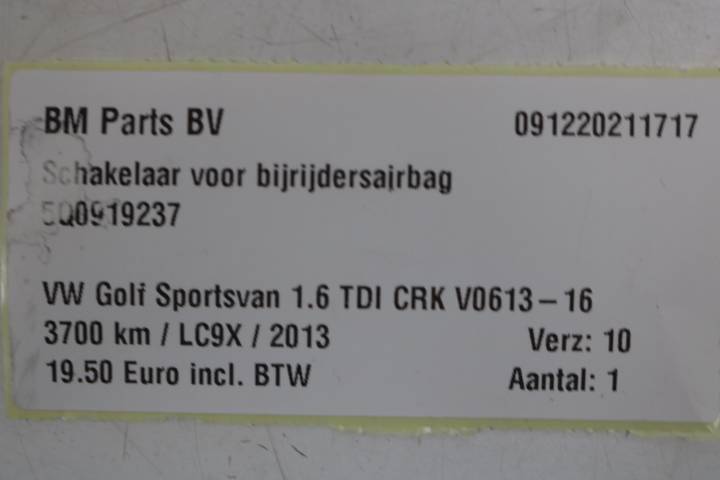 BM Parts BV 091220211717
Schakelaar voor bijrijdersairbag
5Q0919237
VW Golf Sportsvan 1.6 TDI CRK V0613-16
3700 km / LC9X / 2013 Verz: 10
19.50 Euro incl. BTW Aantal: 1